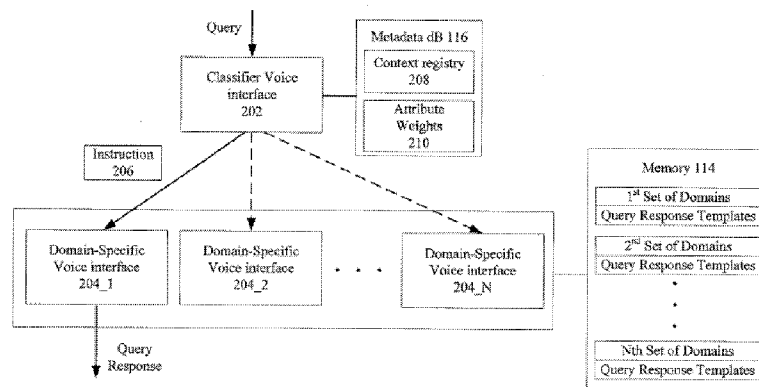 Query
Classifier Voice
interface
202
Metadata dB 116
Context registry
208
Attribute
Weights
210
Instruction
206
Domain-Specific
Voice interface
204_1
Domain-Specific
Voice interface
204_2
. . .
Domain-Specific
Voice interface
204_N
Query
Response
Memory 114
1st Set of Domains
Query Response Templates
2nd Set of Domains
Query Response Templates
.
.
.
Nth Set of Domains
Query Response Templates